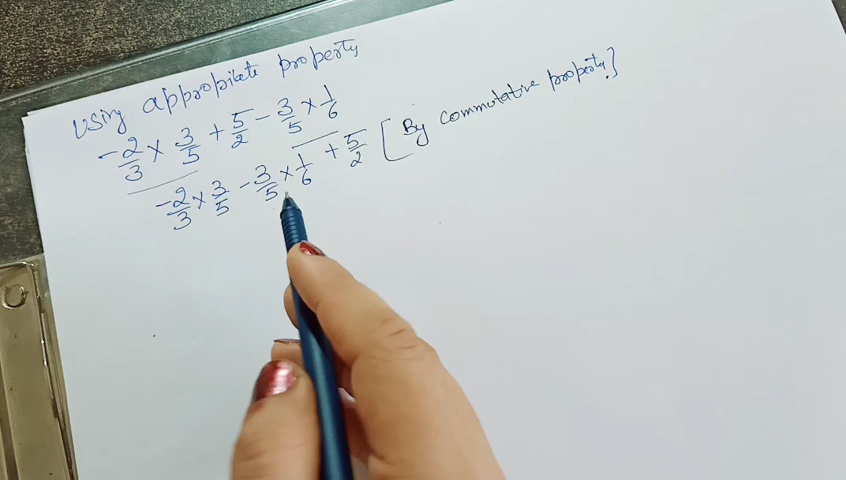 Using appropilate property
-2/3 × 3/5 + 5/2 - 3/5 × 1/6
-2/3 × 3/5 - 3/5 × 1/6 + 5/2 [By commutative property]